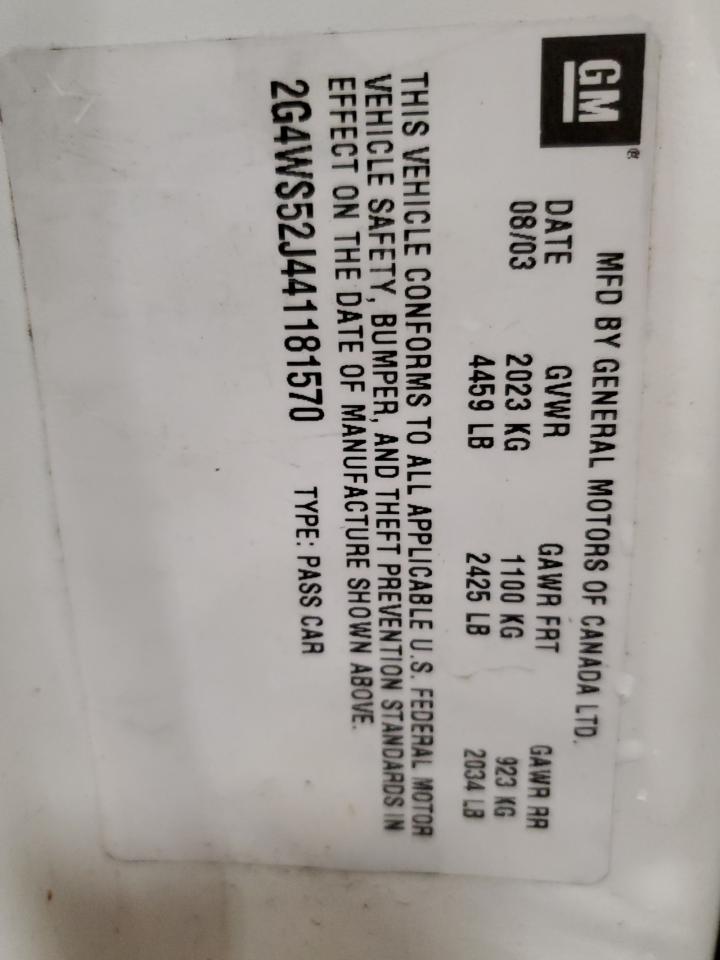 GM®
MFD BY GENERAL MOTORS OF CANADA LTD.
DATE GVWR GAWR FRT GAWR RR
08/03 2023 KG 1100 KG 923 KG
4459 LB 2425 LB 2034 LB
THIS VEHICLE CONFORMS TO ALL APPLICABLE U.S. FEDERAL MOTOR
VEHICLE SAFETY, BUMPER, AND THEFT PREVENTION STANDARDS IN
EFFECT ON THE DATE OF MANUFACTURE SHOWN ABOVE.
2G4WS52J441181570 TYPE: PASS CAR